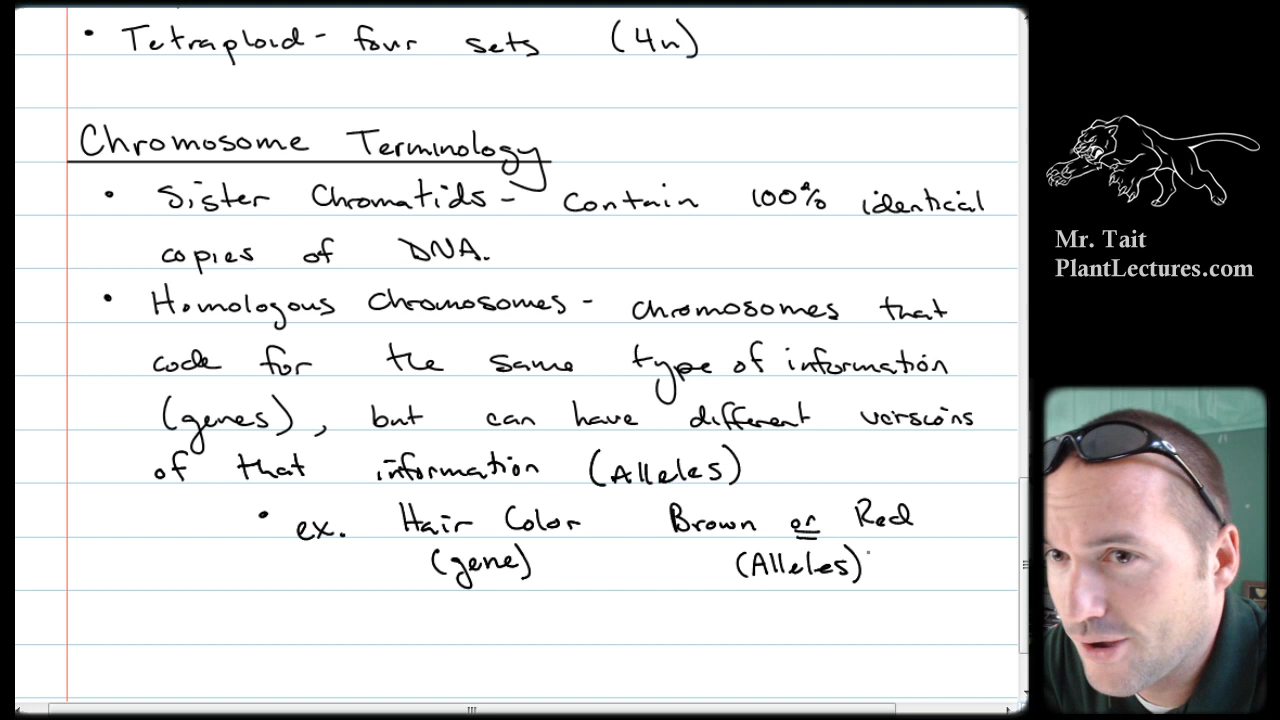 • Tetraploid - four sets (4n)
Chromosome Terminology
• Sister Chromatids - contain 100% identical
copies of DNA.
• Homologous Chromosomes - chromosomes that
code for the same type of information
(genes), but can have different versions
of that information (Alleles)
• ex. Hair Color Brown or Red
(gene) (Alleles)
Mr. Tait
PlantLectures.com